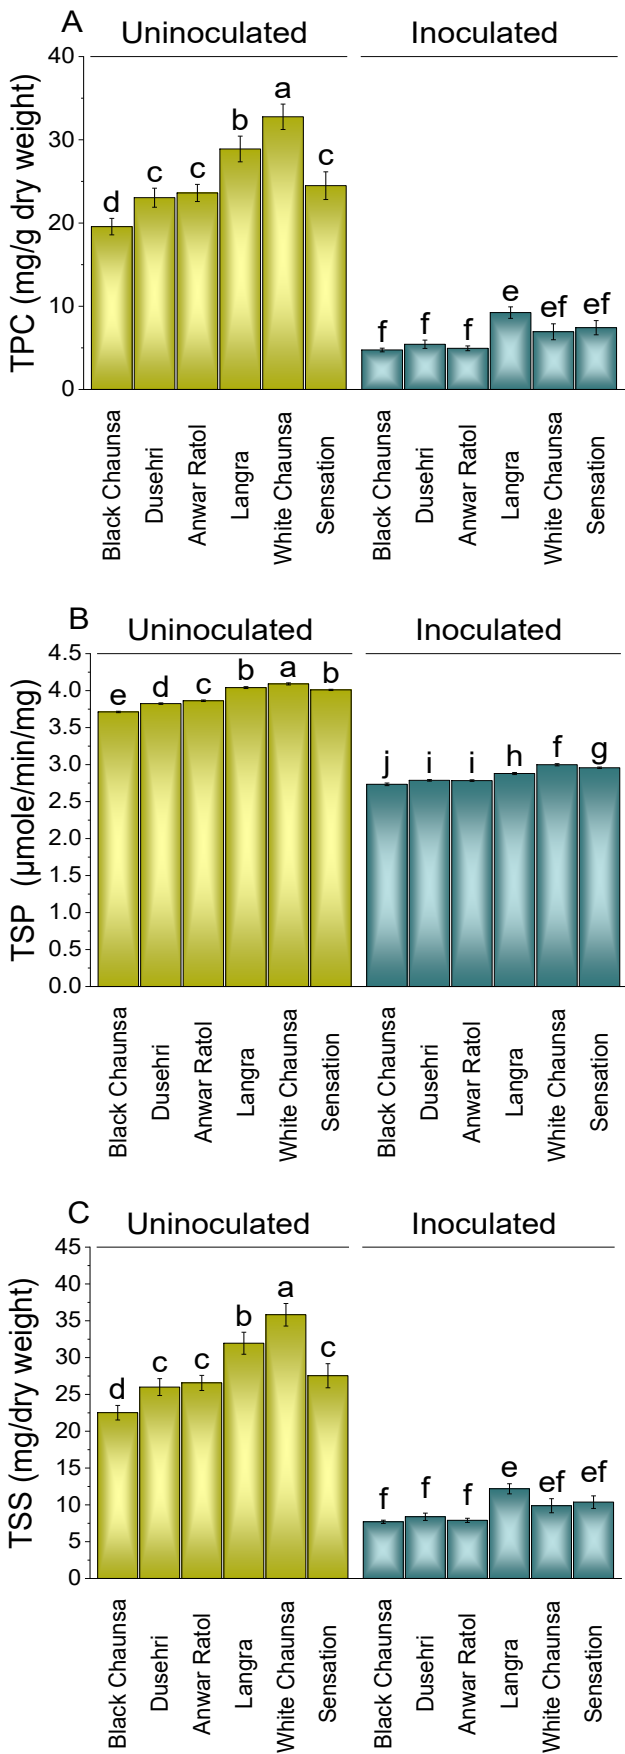 A
Uninoculated Inoculated
TPC (mg/g dry weight)
40
30
20
10
0
d c c b a c f f f e ef ef
Black Chaunsa
Dusehri
Anwar Ratol
Langra
White Chaunsa
Sensation
Black Chaunsa
Dusehri
Anwar Ratol
Langra
White Chaunsa
Sensation
B
Uninoculated Inoculated
TSP (µmole/min/mg)
4.5
4.0
3.5
3.0
2.5
2.0
1.5
1.0
0.5
0.0
e d c b a b j i i h f g
Black Chaunsa
Dusehri
Anwar Ratol
Langra
White Chaunsa
Sensation
Black Chaunsa
Dusehri
Anwar Ratol
Langra
White Chaunsa
Sensation
C
Uninoculated Inoculated
TSS (mg/dry weight)
45
40
35
30
25
20
15
10
5
0
d c c b a c f f f e ef ef
Black Chaunsa
Dusehri
Anwar Ratol
Langra
White Chaunsa
Sensation
Black Chaunsa
Dusehri
Anwar Ratol
Langra
White Chaunsa
Sensation